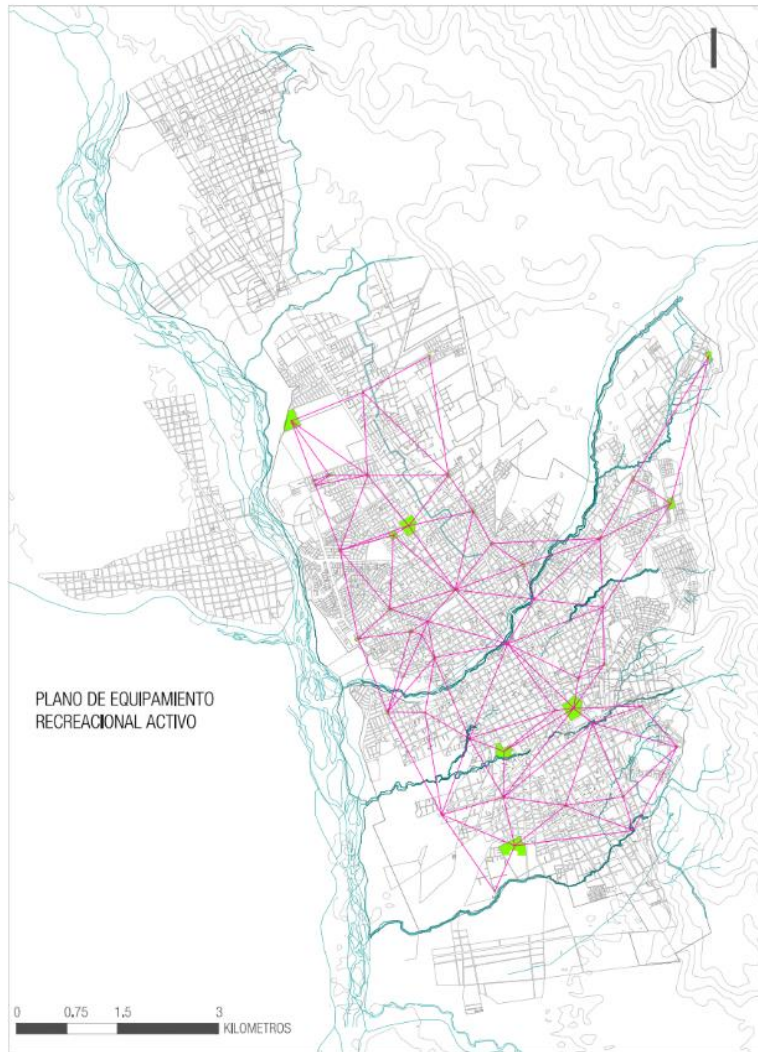 PLANO DE EQUIPAMIENTO
RECREACIONAL ACTIVO
0 0.75 1.5 3
KILOMETROS